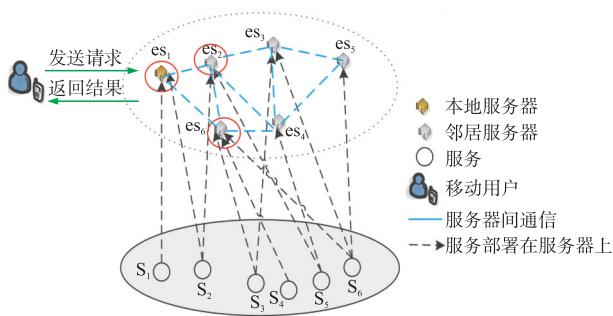 发送请求
返回结果
es1
es2
es3
es5
es6
es4
S1
S2
S3
S4
S5
S6
本地服务器
邻居服务器
服务
移动用户
服务器间通信
服务部署在服务器上